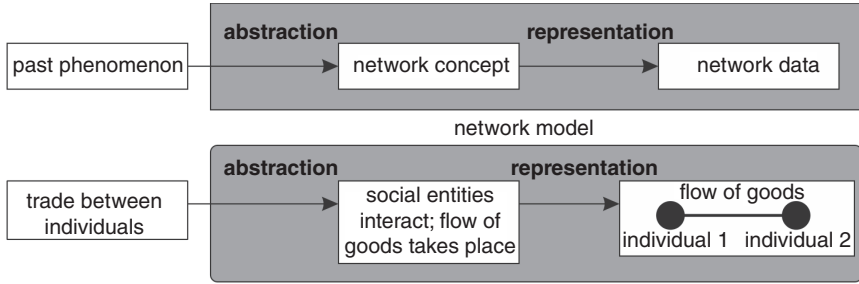 abstraction representation
past phenomenon network concept network data
network model
abstraction representation
trade between
individuals
social entities
interact; flow of
goods takes place
flow of goods
individual 1 individual 2